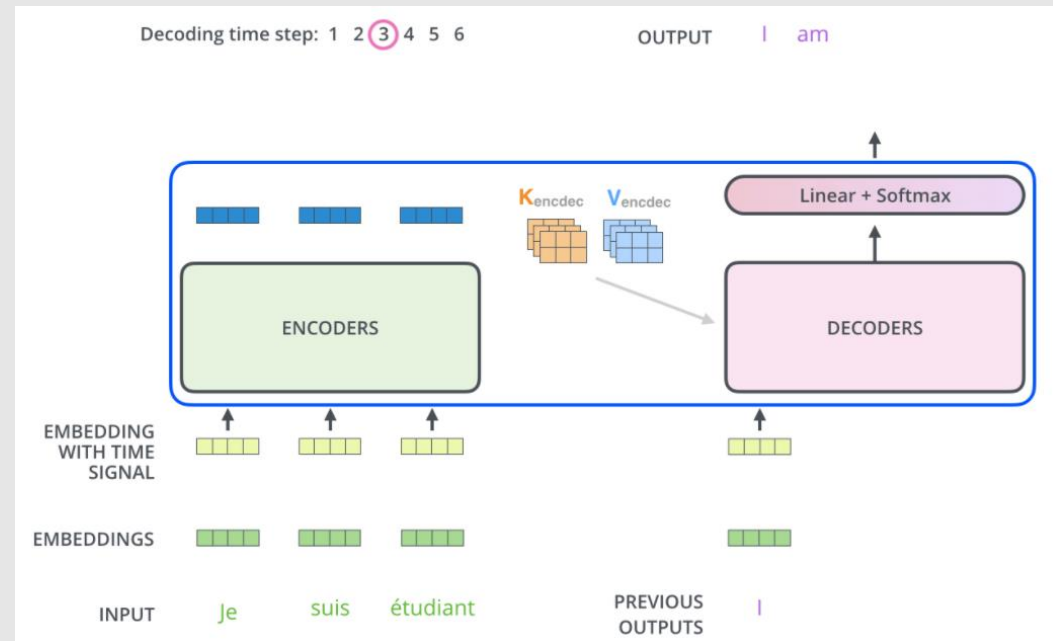 Decoding time step: 1 2 3 4 5 6
OUTPUT I am
Kencdec Vencdec
Linear + Softmax
ENCODERS
DECODERS
EMBEDDING
WITH TIME
SIGNAL
EMBEDDINGS
INPUT Je suis étudiant
PREVIOUS
OUTPUTS
I